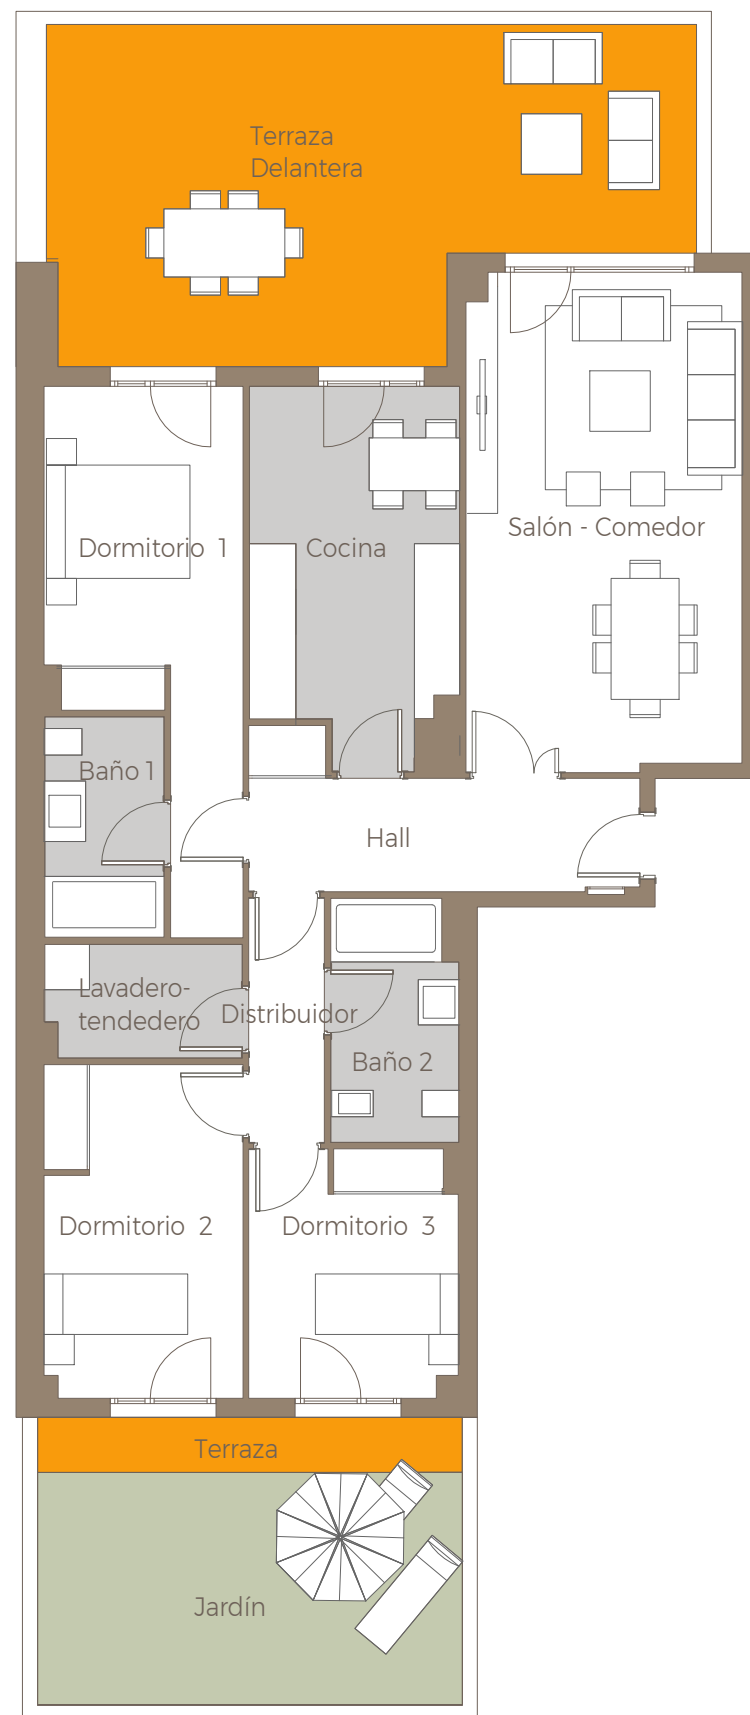 Terraza
Delantera
Salón - Comedor
Dormitorio 1
Cocina
Baño 1
Hall
Lavadero-
tendedero
Distribuidor
Baño 2
Dormitorio 2
Dormitorio 3
Terraza
Jardín